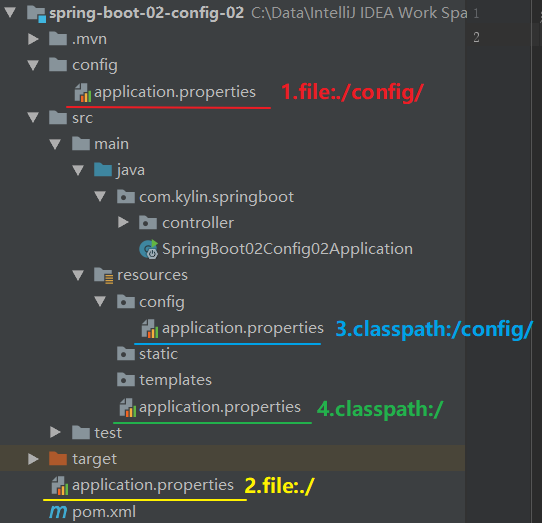 spring-boot-02-config-02 C:\Data\IntelliJ IDEA Work Spa 1
.mvn 2
config
application.properties 1.file:./config/
src
main
java
com.kylin.springboot
controller
SpringBoot02Config02Application
resources
config
application.properties 3.classpath:/config/
static
templates
application.properties 4.classpath:/
test
target
application.properties 2.file:./
pom.xml